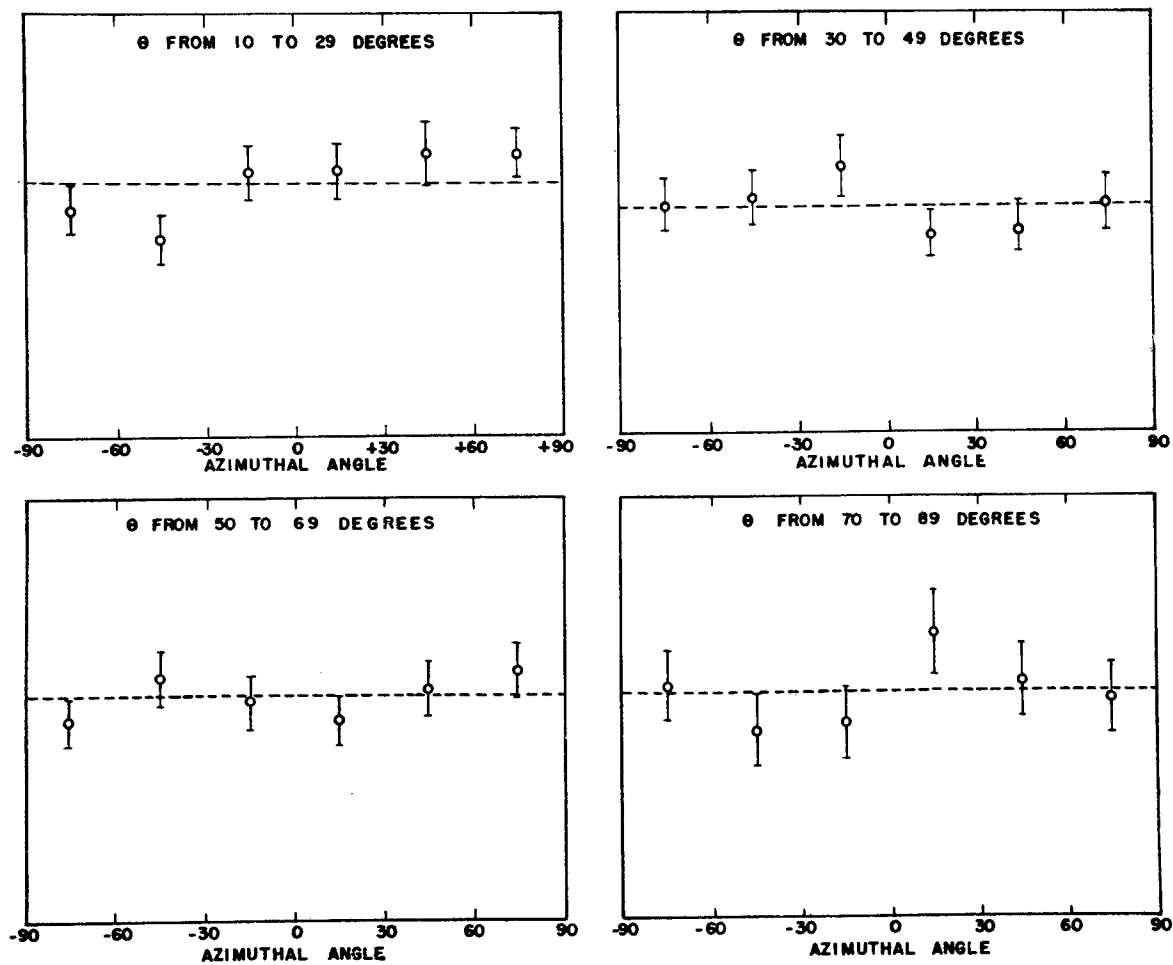 θ FROM 10 TO 29 DEGREES
-90 -60 -30 0 +30 +60 +90
AZIMUTHAL ANGLE
θ FROM 30 TO 49 DEGREES
-90 -60 -30 0 30 60 90
AZIMUTHAL ANGLE
θ FROM 50 TO 69 DEGREES
-90 -60 -30 0 30 60 90
AZIMUTHAL ANGLE
θ FROM 70 TO 89 DEGREES
-90 -60 -30 0 30 60 90
AZIMUTHAL ANGLE